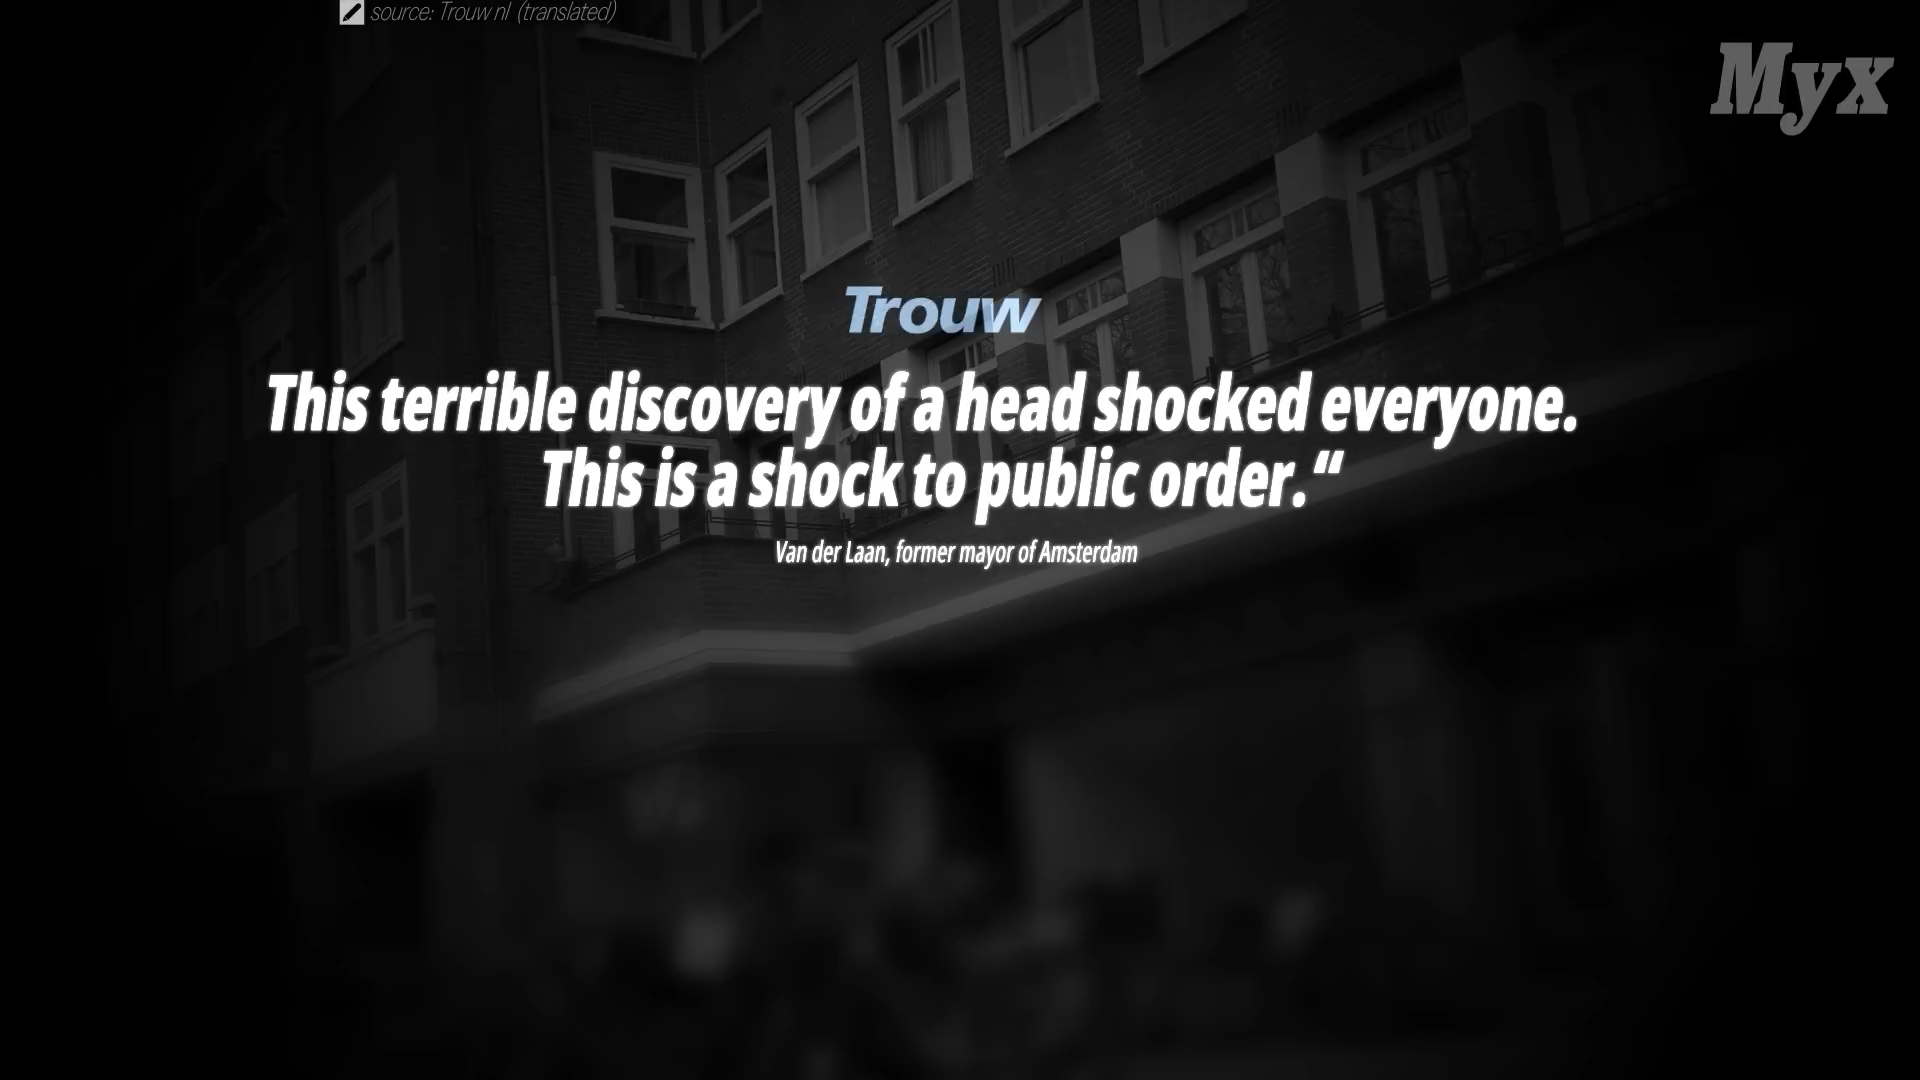 source: Trouw nl (translated)
Myx
Trouw
This terrible discovery of a head shocked everyone.
This is a shock to public order.“
Van der Laan, former mayor of Amsterdam